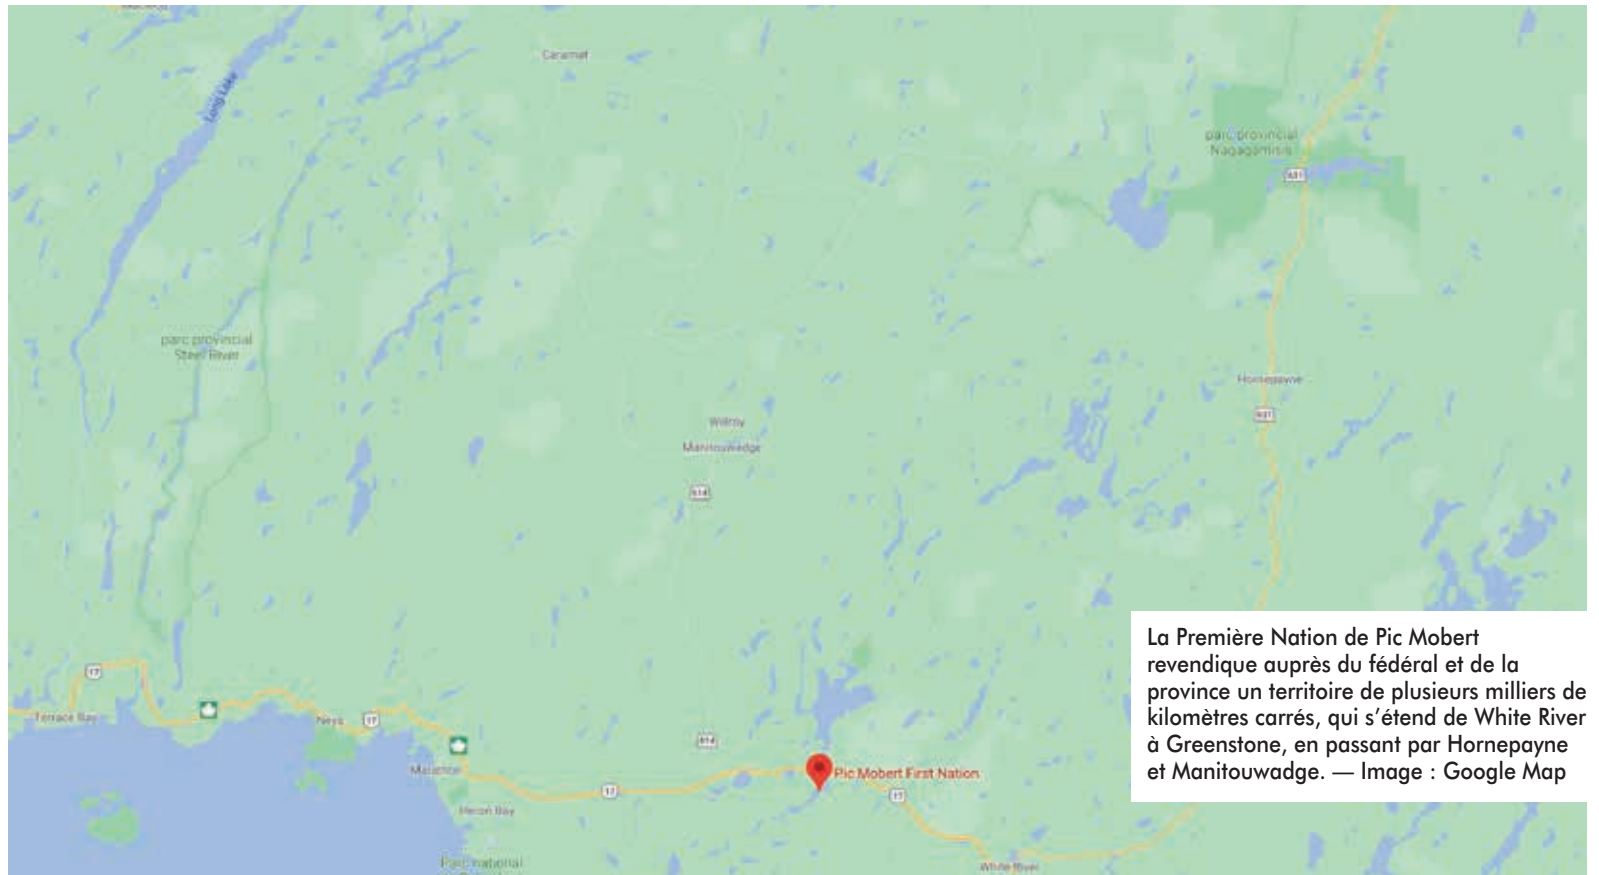 Caramat
Long Lake
parc provincial
Nagagamisis
631
parc provincial
Steel River
Hornepayne
631
Willroy
Manitouwadge
614
17
Terrace Bay
Neys
17
614
Marathon
Pic Mobert First Nation
17
17
Heron Bay
Parc national
White River
La Première Nation de Pic Mobert
revendique auprès du fédéral et de la
province un territoire de plusieurs milliers de
kilomètres carrés, qui s’étend de White River
à Greenstone, en passant par Hornepayne
et Manitouwadge. — Image : Google Map